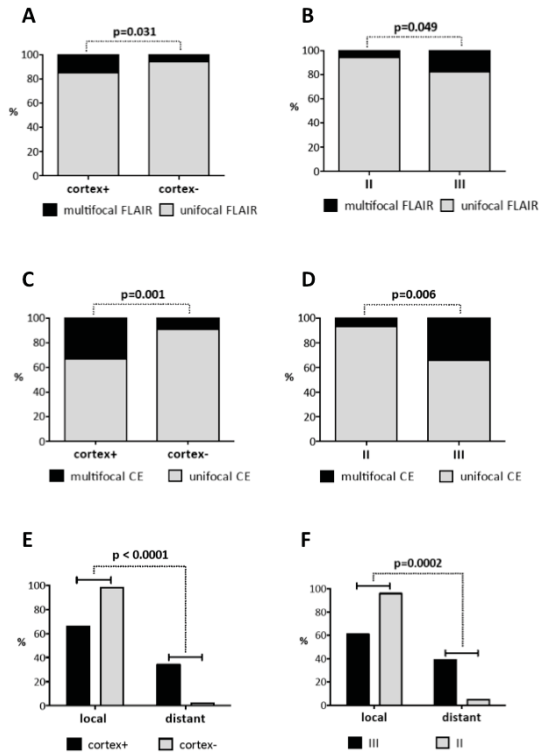 A
p=0.031
100
80
60
%
40
20
0
cortex+ cortex-
multifocal FLAIR unifocal FLAIR
B
p=0.049
100
80
60
%
40
20
0
II III
multifocal FLAIR unifocal FLAIR
C
p=0.001
100
80
60
%
40
20
0
cortex+ cortex-
multifocal CE unifocal CE
D
p=0.006
100
80
60
%
40
20
0
II III
multifocal CE unifocal CE
E
p < 0.0001
100
80
60
%
40
20
0
local distant
cortex+ cortex-
F
p=0.0002
100
80
60
%
40
20
0
local distant
III II